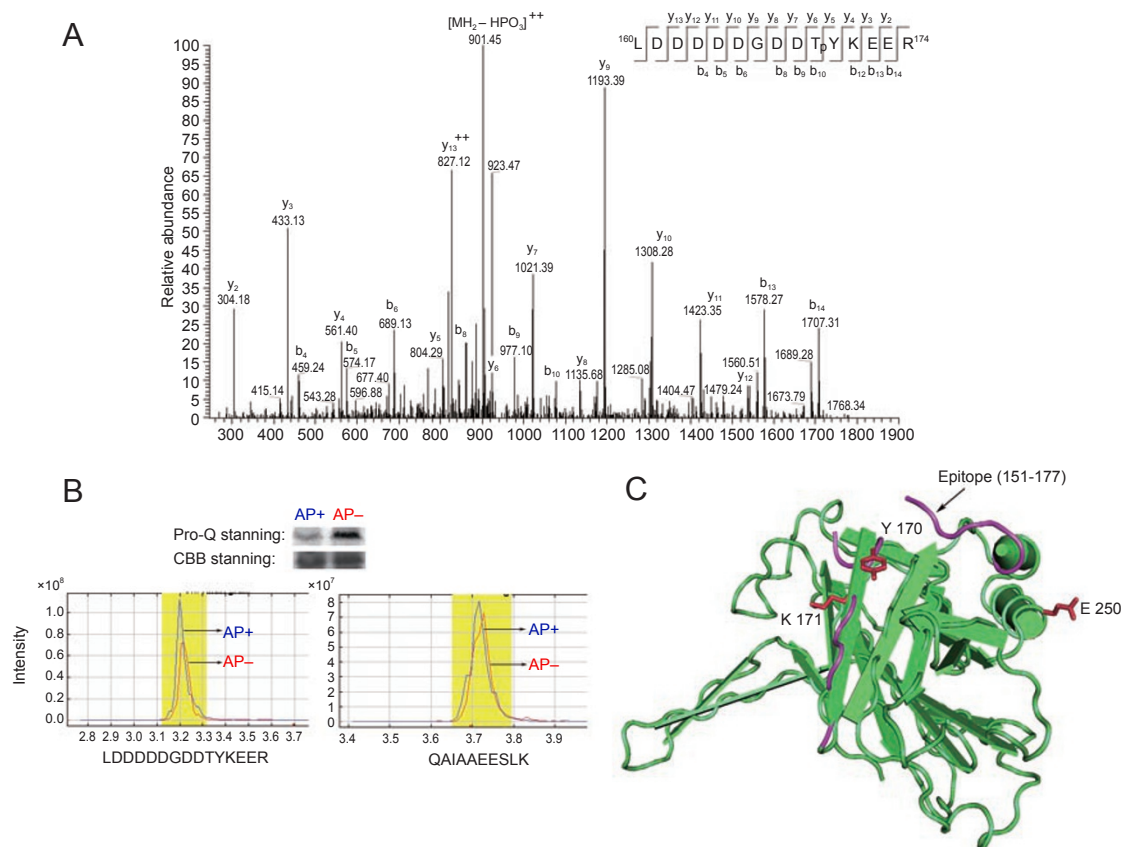 A
[MH2 – HPO3]++
901.45
y13 y12 y11 y10 y9 y8 y7 y6 y5 y4 y3 y2
160L D D D D D G D D TpY K E E R174
b4 b5 b6 b8 b9 b10 b12 b13 b14
Relative abundance
100
95
90
85
80
75
70
65
60
55
50
45
40
35
30
25
20
15
10
5
0
y9
1193.39
y13++
827.12
923.47
y3
433.13
y7
1021.39
y10
1308.28
y2
304.18
y4
561.40
b6
689.13
y11
1423.35
b13
1578.27
b14
1707.31
b4
459.24
b5
574.17
677.40
596.88
543.28
415.14
y5
804.29
b8
y6
b9
977.10
b10
y8
1135.68
1285.08
1404.47
1479.24
y12
1560.51
1689.28
1673.79
1768.34
300 400 500 600 700 800 900 1000 1100 1200 1300 1400 1500 1600 1700 1800 1900
B
AP+ AP–
Pro-Q stanning:
CBB stanning:
×10^8
1.0
0.8
0.6
0.4
0.2
0.0
Intensity
AP+
AP–
2.8 2.9 3.0 3.1 3.2 3.3 3.4 3.5 3.6 3.7
LDDDDDGDDTYKEER
×10^7
8
7
6
5
4
3
2
1
0
AP+
AP–
3.4 3.5 3.6 3.7 3.8 3.9
QAIAAEESLK
C
Epitope (151-177)
Y 170
K 171
E 250